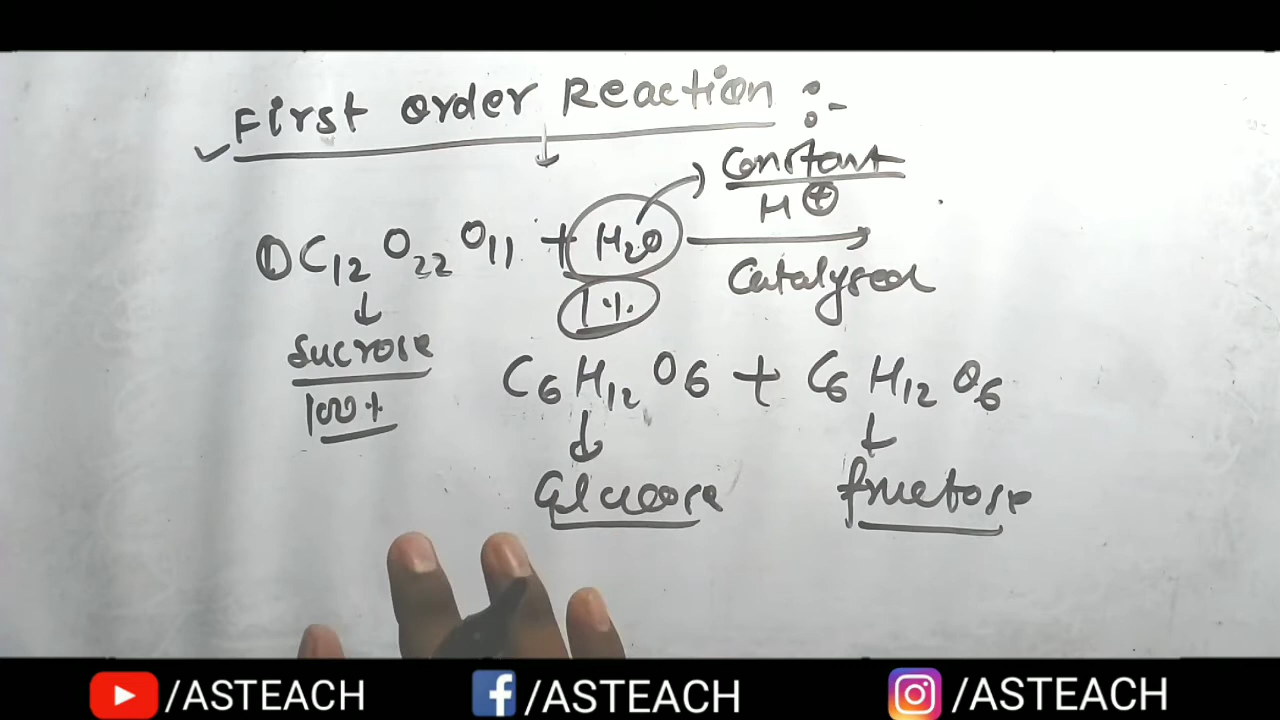 First Order Reaction :-
Constant
H⊕
① C12 O22 O11 + H2O
Catalysed
1%
Sucrose
100+
C6 H12 O6 + C6 H12 O6
Glucose fructose
/ASTEACH /ASTEACH /ASTEACH